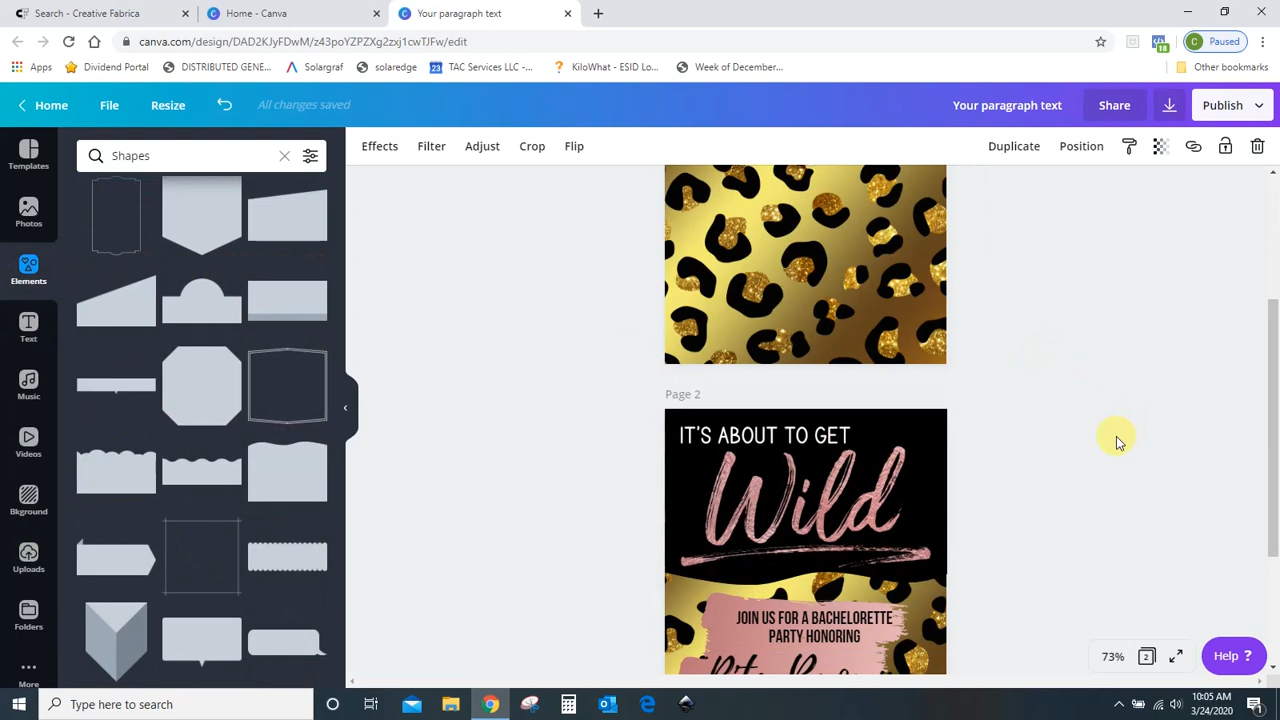 Search - Creative Fabrica
Home - Canva
Your paragraph text
canva.com/design/DAD2KJyFDwM/z43poYZPZXg2zxj1cwTJFw/edit
18
C Paused
Apps
Dividend Portal
DISTRIBUTED GENE...
Solargraf
solaredge
23 TAC Services LLC -...
KiloWhat - ESID Lo...
Week of December...
Other bookmarks
Home
File
Resize
All changes saved
Your paragraph text
Share
Publish
Templates
Photos
Elements
Text
Music
Videos
Bkground
Uploads
Folders
More
Shapes
Effects
Filter
Adjust
Crop
Flip
Duplicate
Position
Page 2
IT'S ABOUT TO GET
Wild
JOIN US FOR A BACHELORETTE
PARTY HONORING
73%
2
Help ?
Type here to search
10:05 AM
3/24/2020